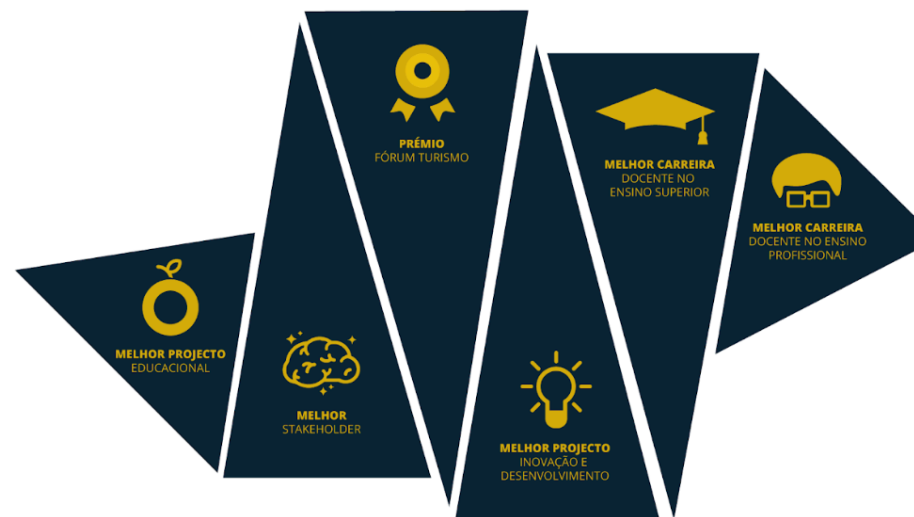 MELHOR PROJECTO
EDUCACIONAL
MELHOR
STAKEHOLDER
PRÉMIO
FÓRUM TURISMO
MELHOR PROJECTO
INOVAÇÃO E
DESENVOLVIMENTO
MELHOR CARREIRA
DOCENTE NO
ENSINO SUPERIOR
MELHOR CARREIRA
DOCENTE NO ENSINO
PROFISSIONAL